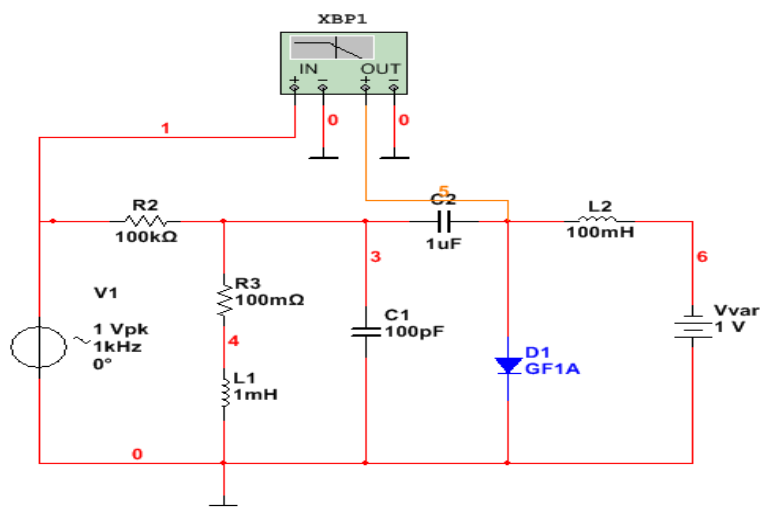 XBP1
IN OUT
+ − + −
0 0
1
R2
100kΩ
5
C2
1uF
L2
100mH
3
6
R3
100mΩ
V1
1 Vpk
1kHz
0°
4
C1
100pF
Vvar
1 V
D1
GF1A
L1
1mH
0